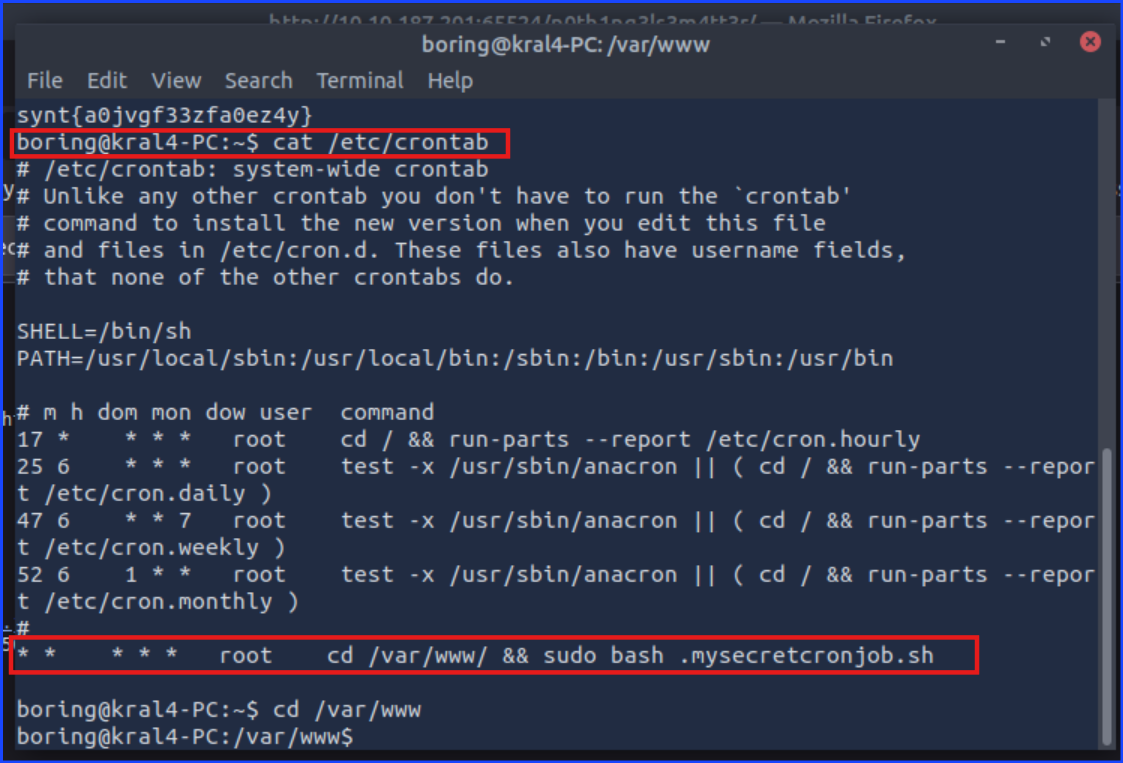 http://10.10.187.201:65524/n0th1ng3ls3m4tt3r/ — Mozilla Firefox
boring@kral4-PC: /var/www
File Edit View Search Terminal Help
synt{a0jvgf33zfa0ez4y}
boring@kral4-PC:~$ cat /etc/crontab
# /etc/crontab: system-wide crontab
# Unlike any other crontab you don't have to run the `crontab'
# command to install the new version when you edit this file
# and files in /etc/cron.d. These files also have username fields,
# that none of the other crontabs do.
SHELL=/bin/sh
PATH=/usr/local/sbin:/usr/local/bin:/sbin:/bin:/usr/sbin:/usr/bin
# m h dom mon dow user  command
17 *    * * *   root    cd / && run-parts --report /etc/cron.hourly
25 6    * * *   root    test -x /usr/sbin/anacron || ( cd / && run-parts --repor
t /etc/cron.daily )
47 6    * * 7   root    test -x /usr/sbin/anacron || ( cd / && run-parts --repor
t /etc/cron.weekly )
52 6    1 * *   root    test -x /usr/sbin/anacron || ( cd / && run-parts --repor
t /etc/cron.monthly )
#
* *    * * *   root    cd /var/www/ && sudo bash .mysecretcronjob.sh
boring@kral4-PC:~$ cd /var/www
boring@kral4-PC:/var/www$